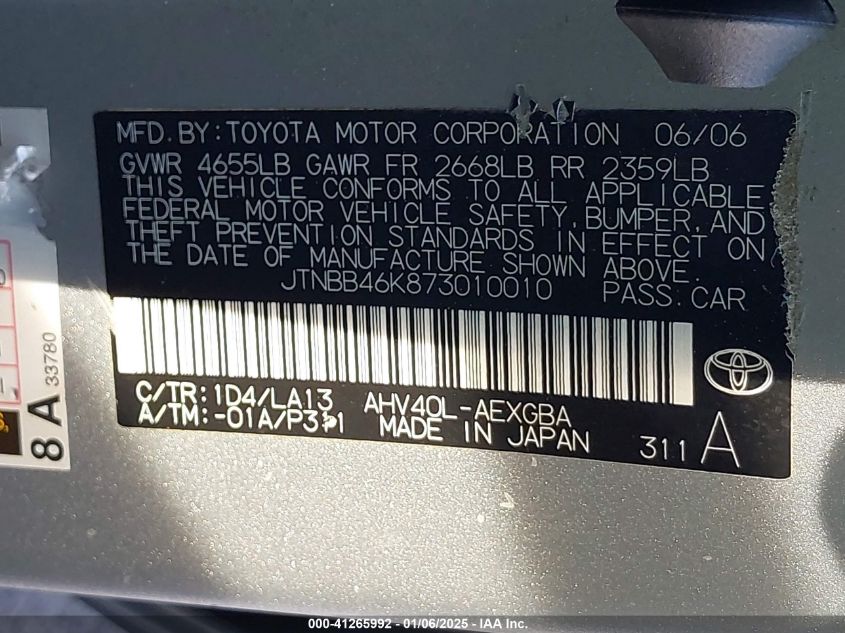 MFD.BY:TOYOTA MOTOR CORPORATION 06/06
GVWR 4655LB GAWR FR 2668LB RR 2359LB
THIS VEHICLE CONFORMS TO ALL APPLICABLE
FEDERAL MOTOR VEHICLE SAFETY, BUMPER, AND
THEFT PREVENTION STANDARDS IN EFFECT ON
THE DATE OF MANUFACTURE SHOWN ABOVE.
JTNBB46K873010010 PASS.CAR
C/TR:1D4/LA13 AHV40L-AEXGBA
A/TM:-01A/P311 MADE IN JAPAN 311 A
8 A 33780
000-41265992 - 01/06/2025 - IAA Inc.